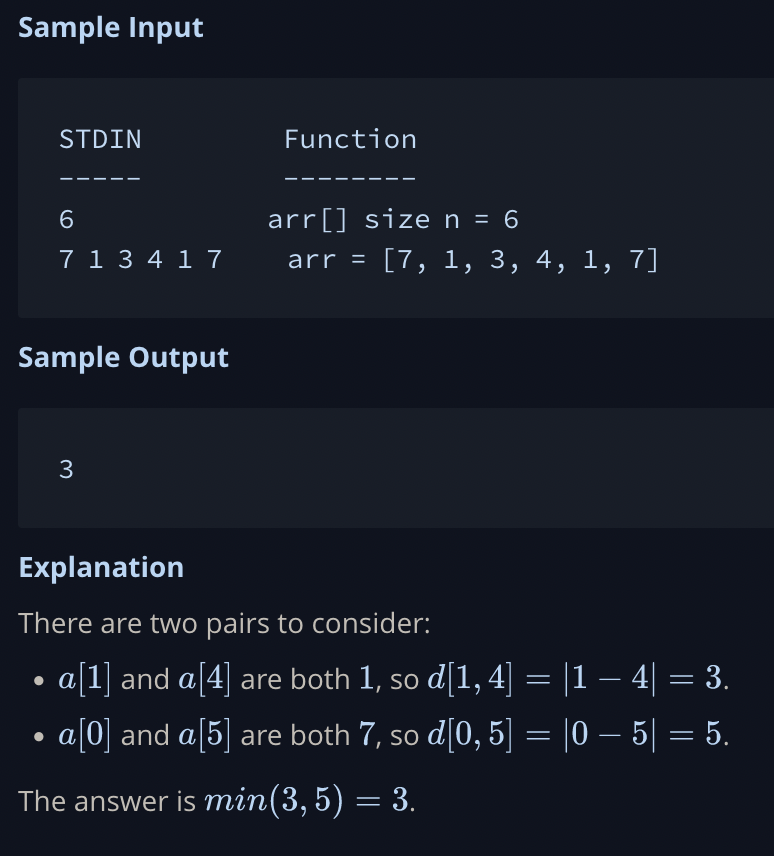 Sample Input
STDIN Function
----- --------
6 arr[] size n = 6
7 1 3 4 1 7 arr = [7, 1, 3, 4, 1, 7]
Sample Output
3
Explanation
There are two pairs to consider:
• a[1] and a[4] are both 1, so d[1, 4] = |1 − 4| = 3.
• a[0] and a[5] are both 7, so d[0, 5] = |0 − 5| = 5.
The answer is min(3, 5) = 3.